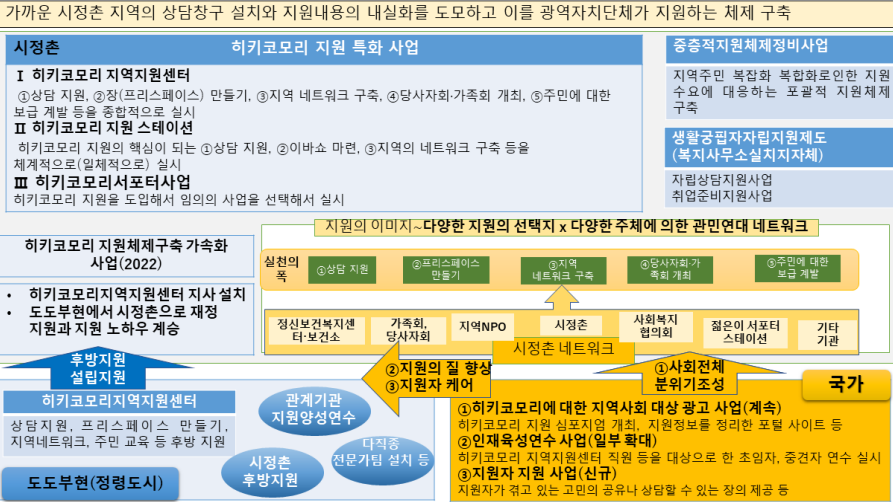 가까운 시정촌 지역의 상담창구 설치와 지원내용의 내실화를 도모하고 이를 광역자치단체가 지원하는 체제 구축
시정촌
히키코모리 지원 특화 사업
Ⅰ 히키코모리 지역지원센터
①상담 지원, ②장(프리스페이스) 만들기, ③지역 네트워크 구축, ④당사자회·가족회 개최, ⑤주민에 대한
보급 계발 등을 종합적으로 실시
Ⅱ 히키코모리 지원 스테이션
히키코모리 지원의 핵심이 되는 ①상담 지원, ②이바쇼 마련, ③지역의 네트워크 구축 등을
체계적으로(일체적으로) 실시
Ⅲ 히키코모리서포터사업
히키코모리 지원을 도입해서 임의의 사업을 선택해서 실시
중층적지원체제정비사업
지역주민 복잡화 복합화로인한 지원
수요에 대응하는 포괄적 지원체제
구축
생활궁핍자자립지원제도
(복지사무소실치지자체)
자립상담지원사업
취업준비지원사업
히키코모리 지원체제구축 가속화
사업(2022)
• 히키코모리지역지원센터 지사 설치
• 도도부현에서 시정촌으로 재정
지원과 지원 노하우 계승
지원의 이미지~다양한 지원의 선택지 x 다양한 주체에 의한 관민연대 네트워크
실천의
폭
①상담 지원
②프리스페이스
만들기
③지역
네트워크 구축
④당사자회·가
족회 개최
⑤주민에 대한
보급 계발
정신보건복지센
터·보건소
가족회,
당사자회
지역NPO
시정촌
사회복지
협의회
젊은이 서포터
스테이션
기타
기관
시정촌 네트워크
후방지원
설립지원
②지원의 질 향상
③지원자 케어
①사회전체
분위기조성
국가
히키코모리지역지원센터
상담지원, 프리스페이스 만들기,
지역네트워크, 주민 교육 등 후방 지원
도도부현(정령도시)
관계기관
지원양성연수
다직종
전문가팀 설치 등
시정촌
후방지원
①히키코모리에 대한 지역사회 대상 광고 사업(계속)
히키코모리 지원 심포지엄 개최, 지원정보를 정리한 포털 사이트 등
②인재육성연수 사업(일부 확대)
히키코모리 지역지원센터 직원 등을 대상으로 한 초임자, 중견자 연수 실시
③지원자 지원 사업(신규)
지원자가 겪고 있는 고민의 공유나 상담할 수 있는 장의 제공 등